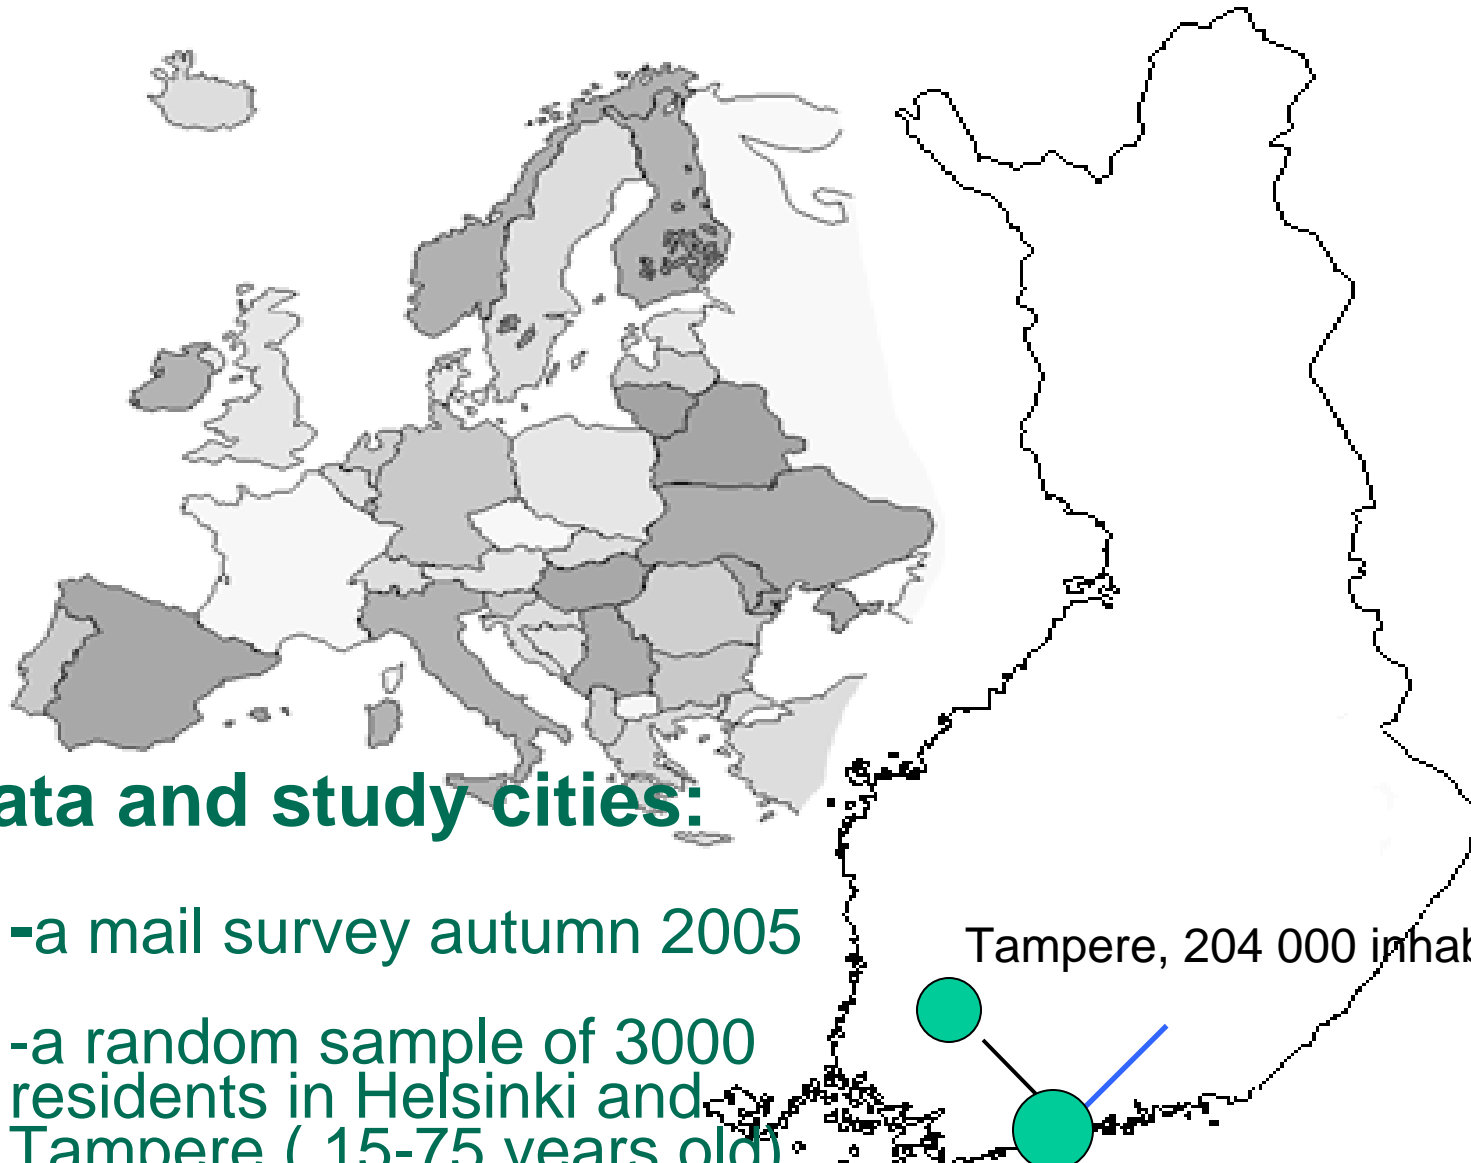 ata and study cities:
-a mail survey autumn 2005
Tampere, 204 000 inhab
-a random sample of 3000
residents in Helsinki and
Tampere ( 15-75 years old)